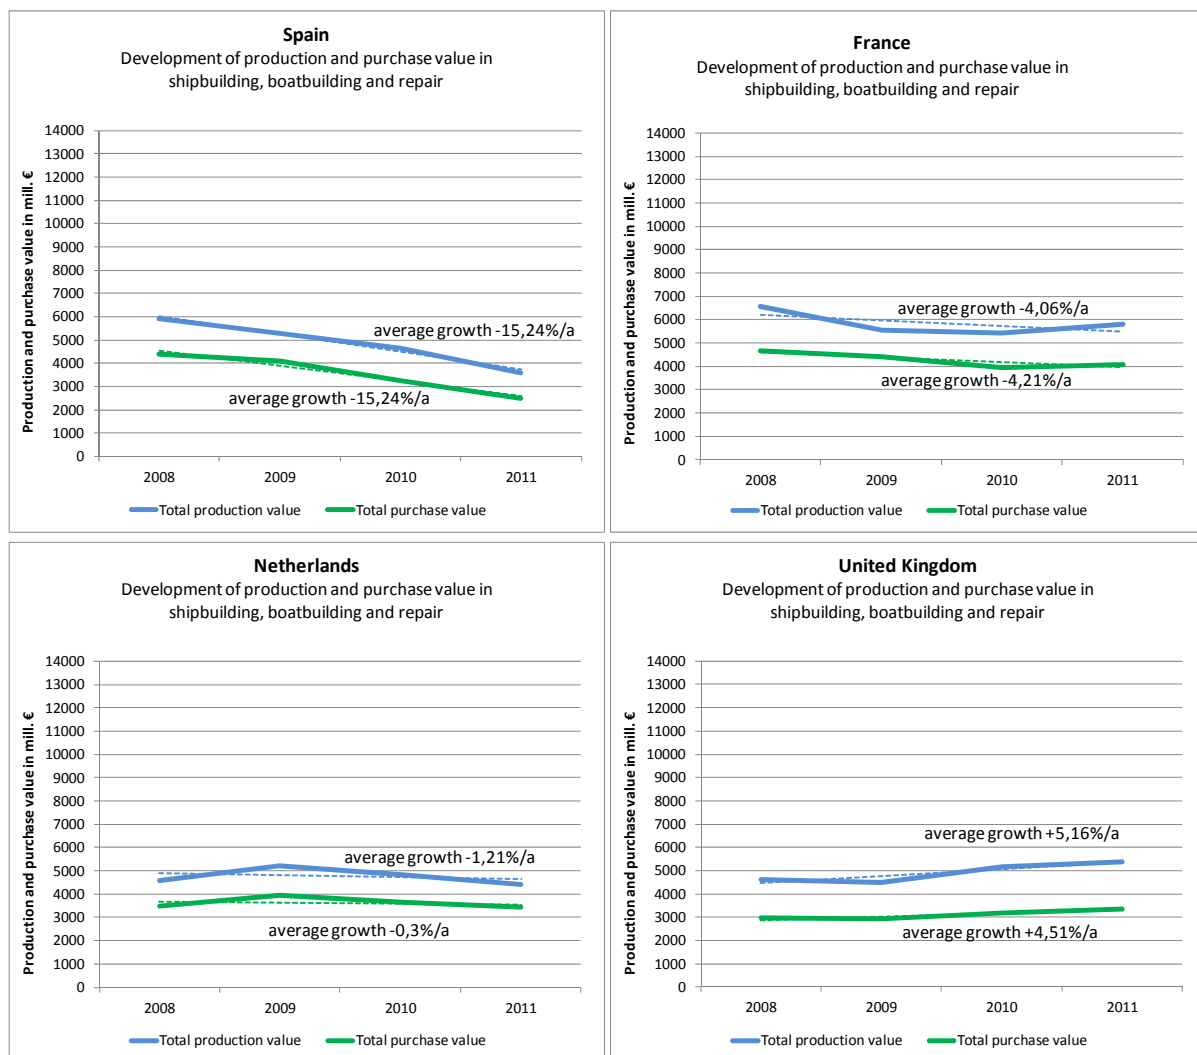 Spain
Development of production and purchase value in
shipbuilding, boatbuilding and repair
Production and purchase value in mill. €
14000
13000
12000
11000
10000
9000
8000
7000
6000
5000
4000
3000
2000
1000
0
average growth -15,24%/a
average growth -15,24%/a
2008 2009 2010 2011
Total production value Total purchase value
France
Development of production and purchase value in
shipbuilding, boatbuilding and repair
Production and purchase value in mill. €
14000
13000
12000
11000
10000
9000
8000
7000
6000
5000
4000
3000
2000
1000
0
average growth -4,06%/a
average growth -4,21%/a
2008 2009 2010 2011
Total production value Total purchase value
Netherlands
Development of production and purchase value in
shipbuilding, boatbuilding and repair
Production and purchase value in mill. €
14000
13000
12000
11000
10000
9000
8000
7000
6000
5000
4000
3000
2000
1000
0
average growth -1,21%/a
average growth -0,3%/a
2008 2009 2010 2011
Total production value Total purchase value
United Kingdom
Development of production and purchase value in
shipbuilding, boatbuilding and repair
Production and purchase value in mill. €
14000
13000
12000
11000
10000
9000
8000
7000
6000
5000
4000
3000
2000
1000
0
average growth +5,16%/a
average growth +4,51%/a
2008 2009 2010 2011
Total production value Total purchase value